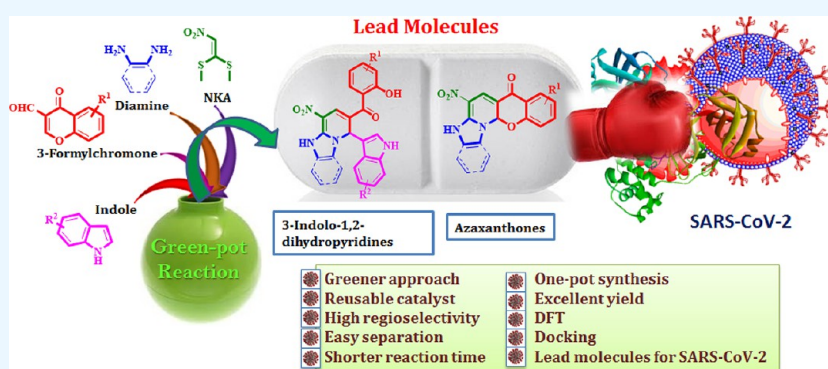 Lead Molecules
NO₂
H₂N NH₂
S S
R¹
O
OHC
O
Diamine
NKA
3-Formylchromone
Indole
R²
N
H
Green-pot
Reaction
R¹
O₂N
OH
O
HN N
NH
R²
O₂N
O
R¹
HN N O
3-Indolo-1,2-
dihydropyridines
Azaxanthones
SARS-CoV-2
Greener approach
Reusable catalyst
High regioselectivity
Easy separation
Shorter reaction time
One-pot synthesis
Excellent yield
DFT
Docking
Lead molecules for SARS-CoV-2